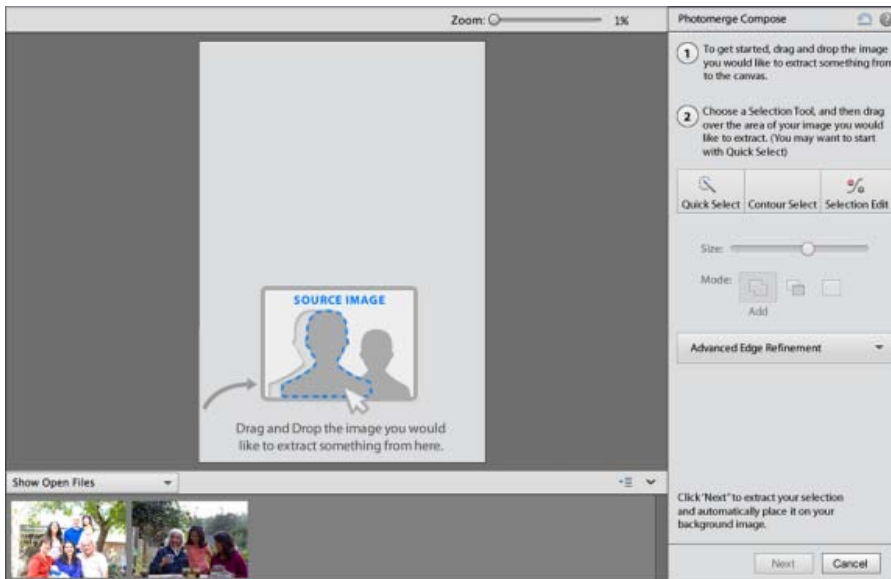 Zoom: 1%
Photomerge Compose
1 To get started, drag and drop the image
you would like to extract something from
to the canvas.
2 Choose a Selection Tool, and then drag
over the area of your image you would
like to extract. (You may want to start
with Quick Select)
Quick Select Contour Select Selection Edit
Size:
Mode:
Add
Advanced Edge Refinement
SOURCE IMAGE
Drag and Drop the image you would
like to extract something from here.
Show Open Files
Click "Next" to extract your selection
and automatically place it on your
background image.
Next Cancel